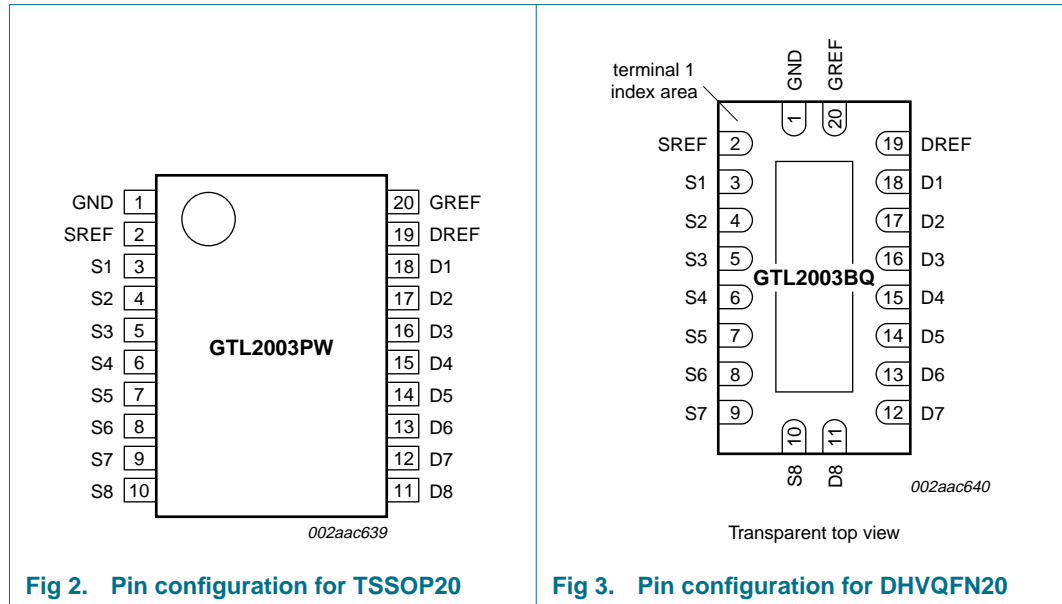 GND 1
SREF 2
S1 3
S2 4
S3 5
S4 6
S5 7
S6 8
S7 9
S8 10
GTL2003PW
20 GREF
19 DREF
18 D1
17 D2
16 D3
15 D4
14 D5
13 D6
12 D7
11 D8
002aac639
Fig 2. Pin configuration for TSSOP20
terminal 1
index area
GND
GREF
1
20
SREF 2
S1 3
S2 4
S3 5
S4 6
S5 7
S6 8
S7 9
GTL2003BQ
19 DREF
18 D1
17 D2
16 D3
15 D4
14 D5
13 D6
12 D7
10
11
S8
D8
002aac640
Transparent top view
Fig 3. Pin configuration for DHVQFN20